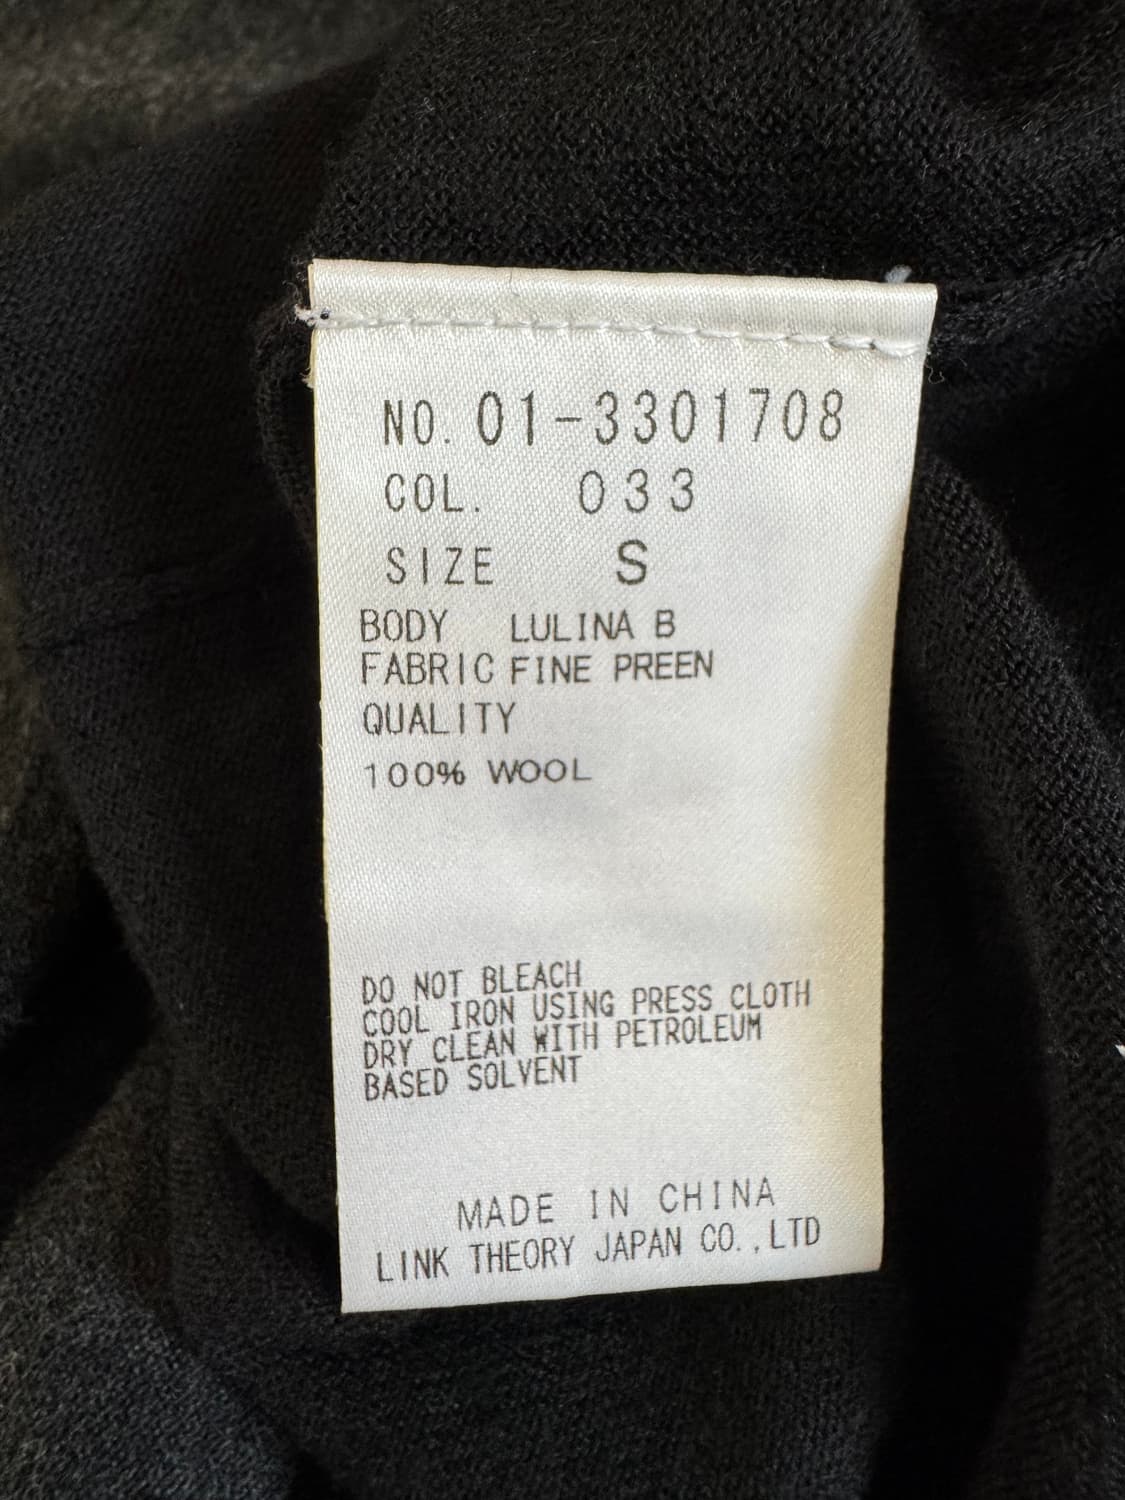 NO. 01-3301708
COL. 033
SIZE S
BODY LULINA B
FABRIC FINE PREEN
QUALITY
100% WOOL
DO NOT BLEACH
COOL IRON USING PRESS CLOTH
DRY CLEAN WITH PETROLEUM
BASED SOLVENT
MADE IN CHINA
LINK THEORY JAPAN CO.,LTD